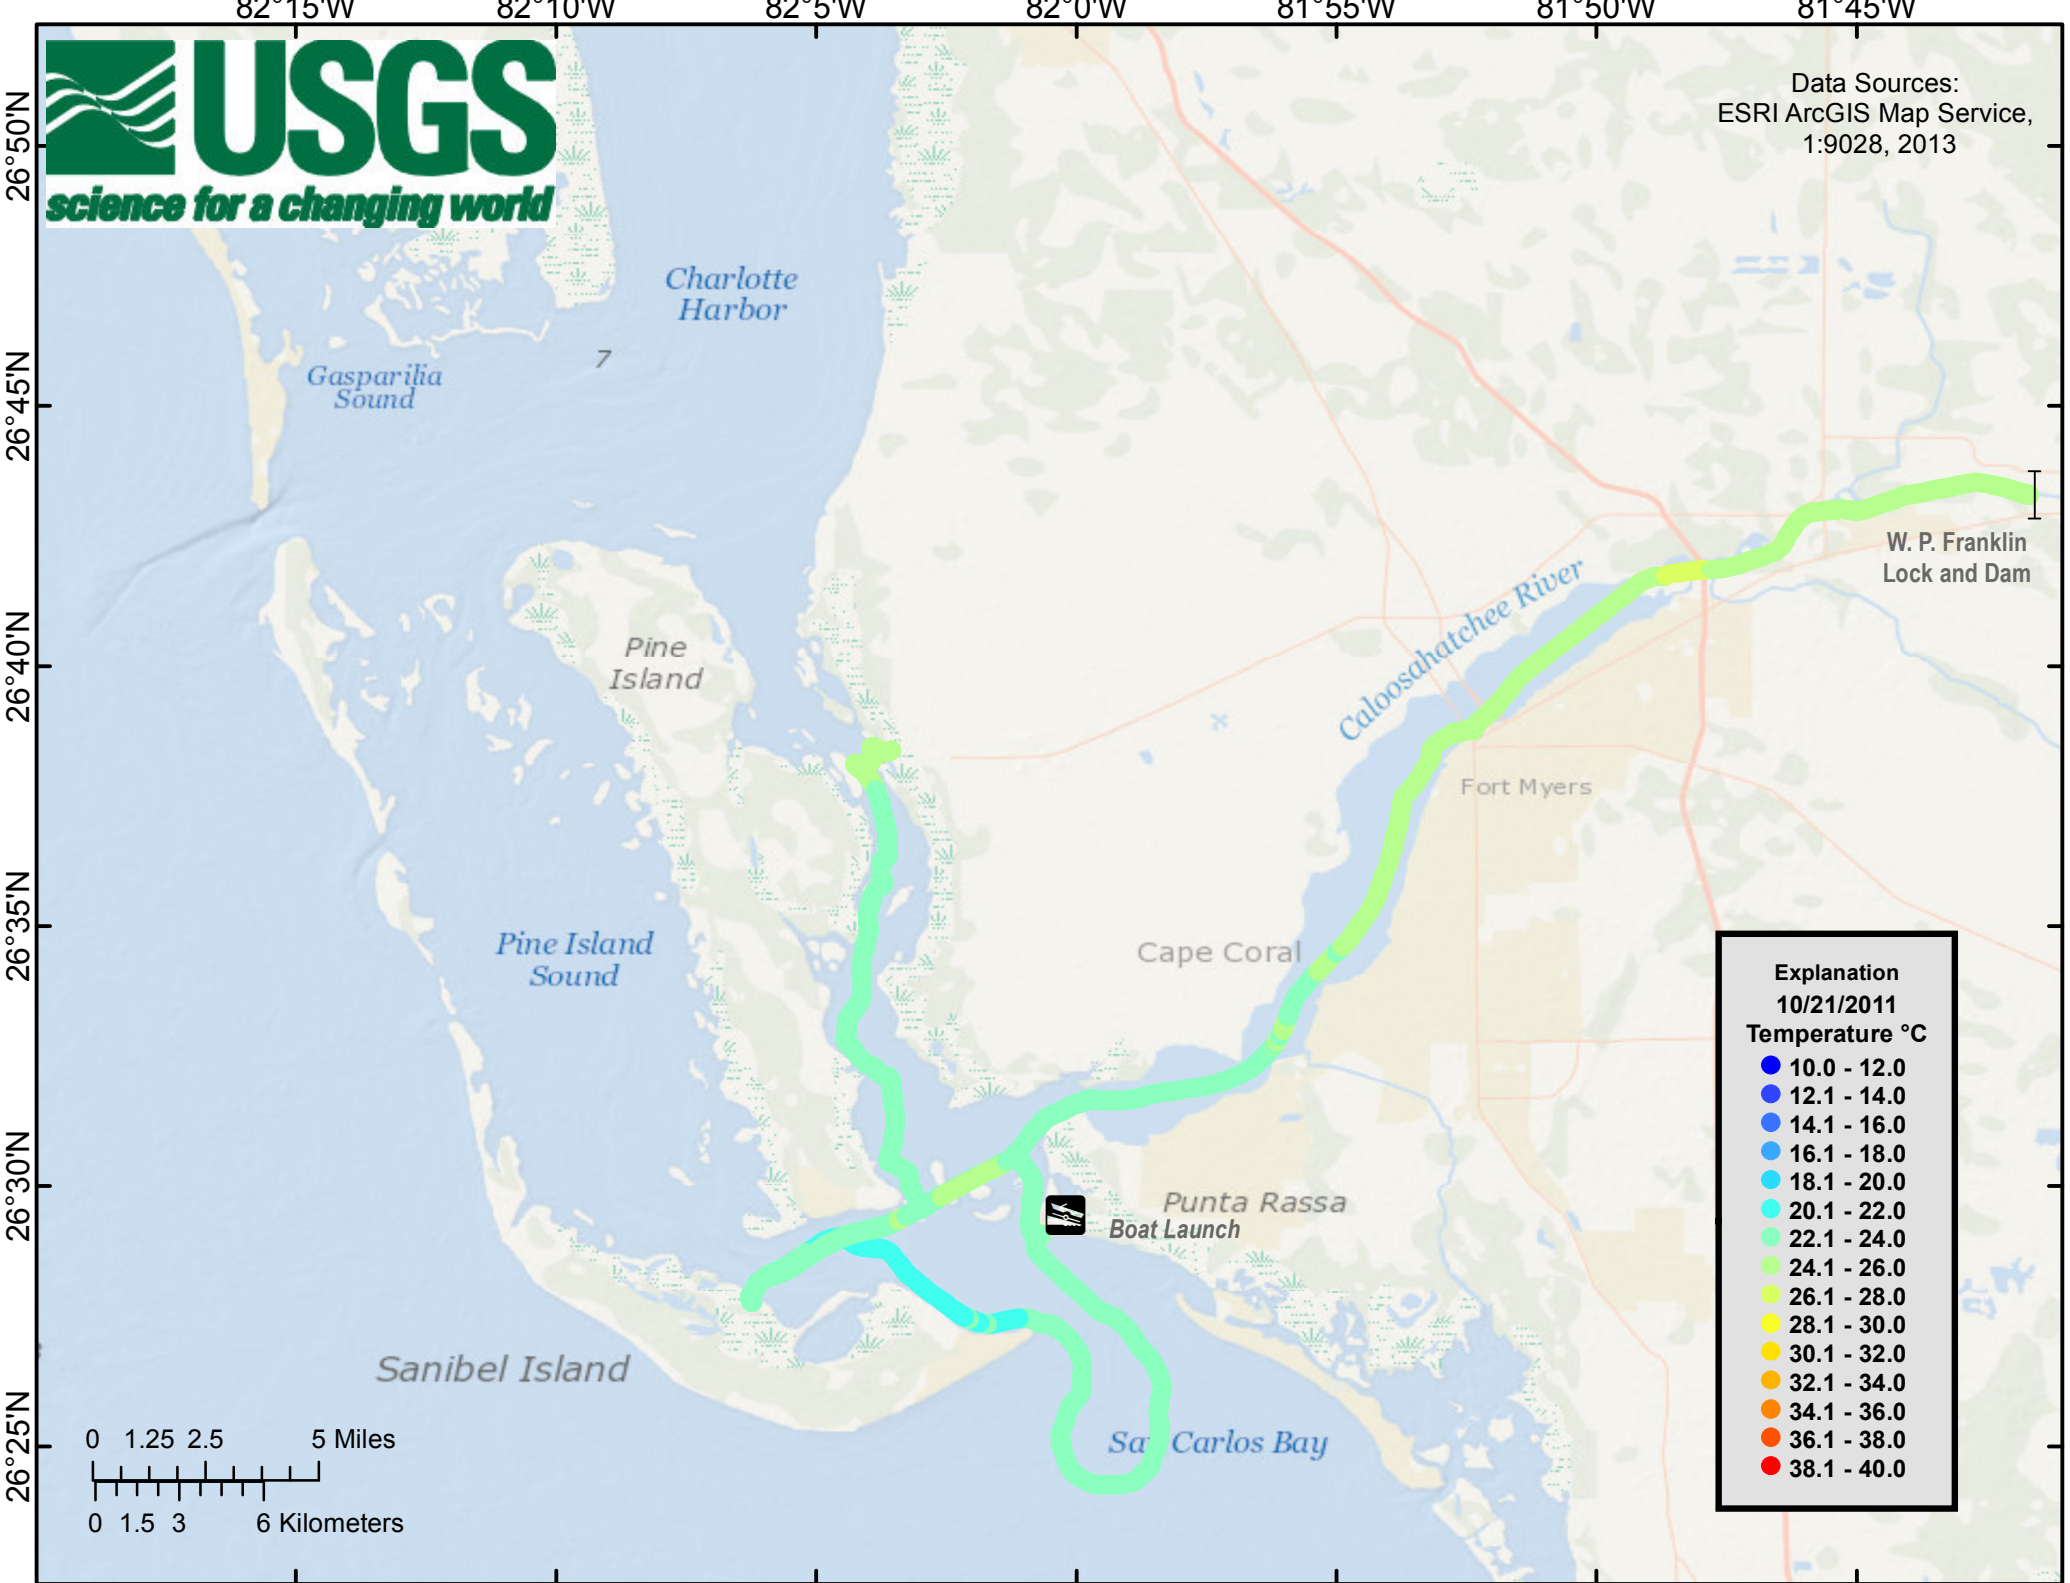 82°15'W 82°10'W 82°5'W 82°0'W 81°55'W 81°50'W 81°45'W
USGS
science for a changing world
Data Sources:
ESRI ArcGIS Map Service,
1:9028, 2013
26°50'N
26°45'N
26°40'N
26°35'N
26°30'N
26°25'N
Charlotte
Harbor
7
Gasparilla
Sound
W. P. Franklin
Lock and Dam
Caloosahatchee River
Pine
Island
Fort Myers
Pine Island
Sound
Cape Coral
Punta Rassa
Boat Launch
Sanibel Island
San Carlos Bay
Explanation
10/21/2011
Temperature °C
10.0 - 12.0
12.1 - 14.0
14.1 - 16.0
16.1 - 18.0
18.1 - 20.0
20.1 - 22.0
22.1 - 24.0
24.1 - 26.0
26.1 - 28.0
28.1 - 30.0
30.1 - 32.0
32.1 - 34.0
34.1 - 36.0
36.1 - 38.0
38.1 - 40.0
0 1.25 2.5 5 Miles
0 1.5 3 6 Kilometers